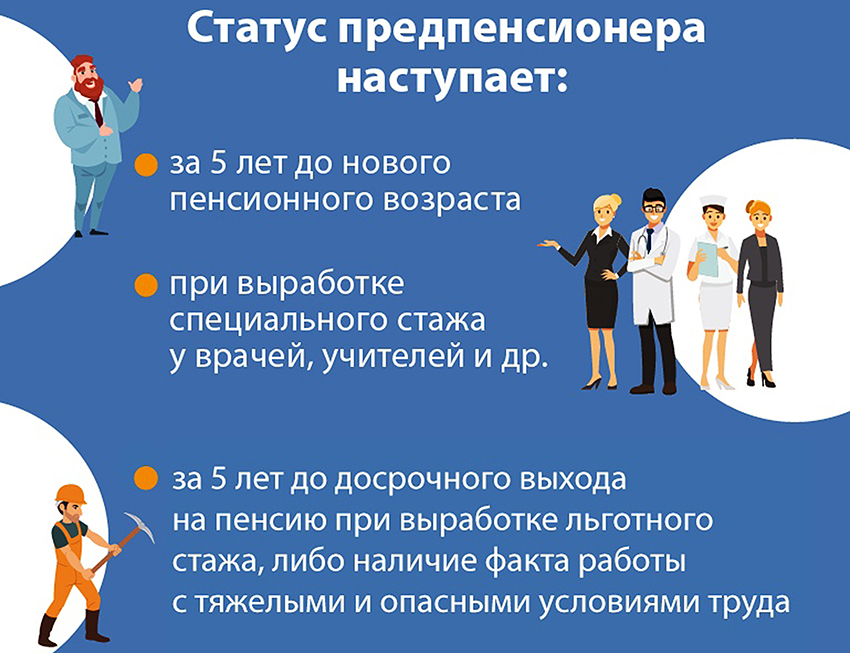 Статус предпенсионера
наступает:
за 5 лет до нового
пенсионного возраста
при выработке
специального стажа
у врачей, учителей и др.
за 5 лет до досрочного выхода
на пенсию при выработке льготного
стажа, либо наличие факта работы
с тяжелыми и опасными условиями труда